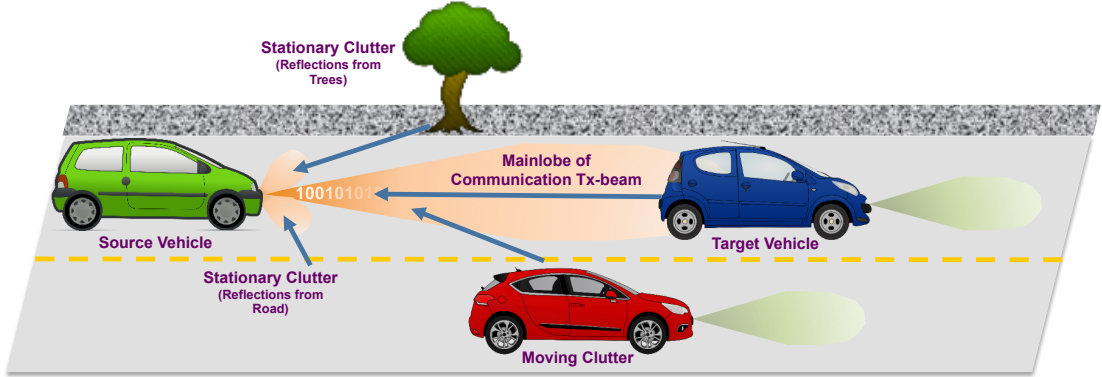 Stationary Clutter
(Reflections from
Trees)
Mainlobe of
Communication Tx-beam
10010101
Source Vehicle
Target Vehicle
Stationary Clutter
(Reflections from
Road)
Moving Clutter